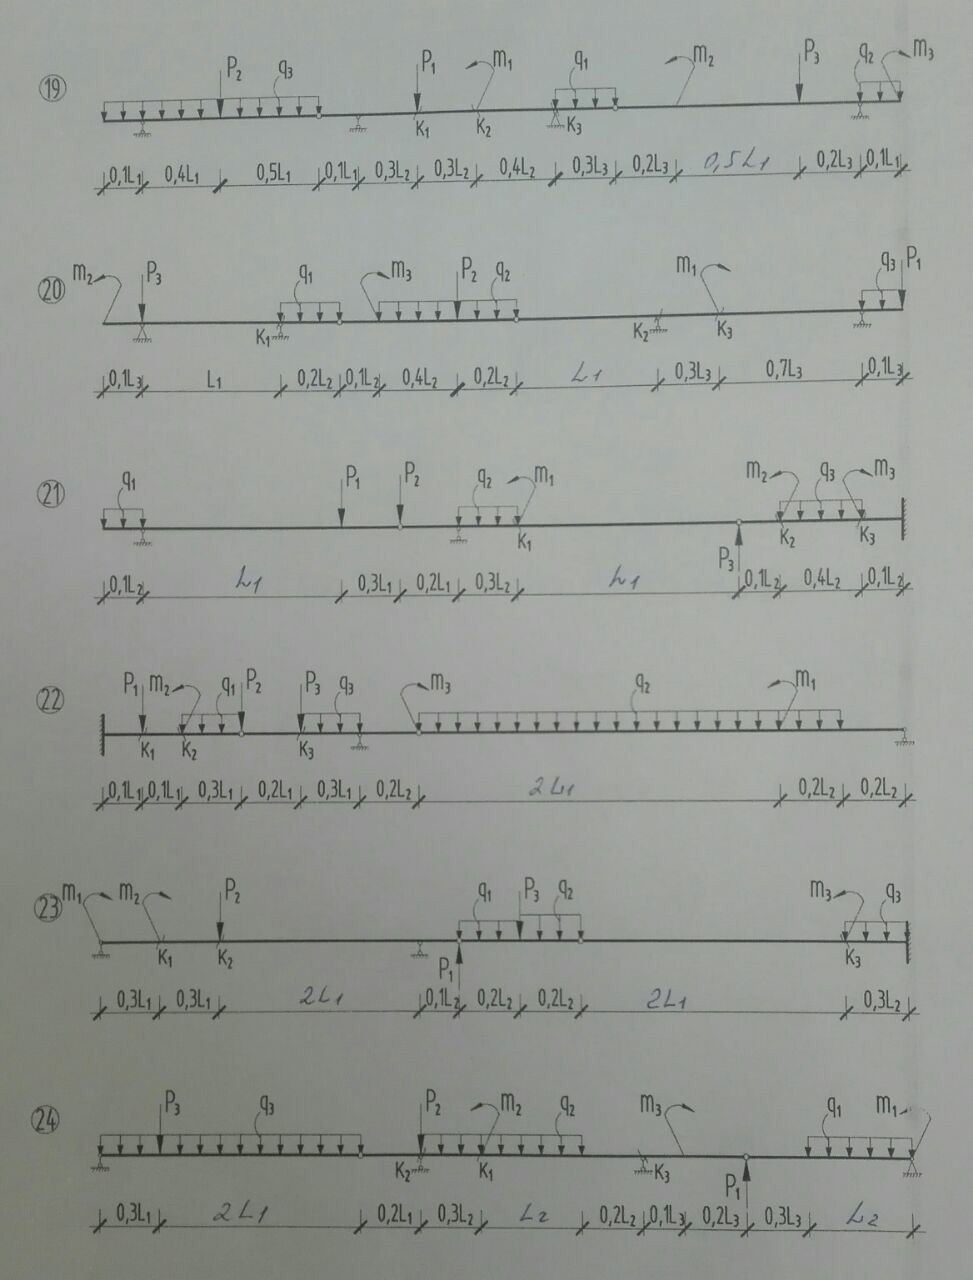 19 P2 q3 P1 m1 q1 m2 P3 q2 m3
K1 K2 K3
0,1L1 0,4L1 0,5L1 0,1L1 0,3L2 0,3L2 0,4L2 0,3L3 0,2L3 0,5L1 0,2L3 0,1L1
20 m2 P3 q1 m3 P2 q2 m1 q3 P1
K1 K2 K3
0,1L3 L1 0,2L2 0,1L2 0,4L2 0,2L2 L1 0,3L3 0,7L3 0,1L3
21 q1 P1 P2 q2 m1 m2 q3 m3
K1 P3 K2 K3
0,1L2 L1 0,3L1 0,2L1 0,3L2 L1 0,1L2 0,4L2 0,1L2
22 P1 m2 q1 P2 P3 q3 m3 q2 m1
K1 K2 K3
0,1L1 0,1L1 0,3L1 0,2L1 0,3L1 0,2L2 2L1 0,2L2 0,2L2
23 m1 m2 P2 q1 P3 q2 m3 q3
K1 K2 P1 K3
0,3L1 0,3L1 2L1 0,1L2 0,2L2 0,2L2 2L1 0,3L2
24 P3 q3 P2 m2 q2 m3 q1 m1
K2 K1 K3 P1
0,3L1 2L1 0,2L1 0,3L2 L2 0,2L2 0,1L3 0,2L3 0,3L3 L2